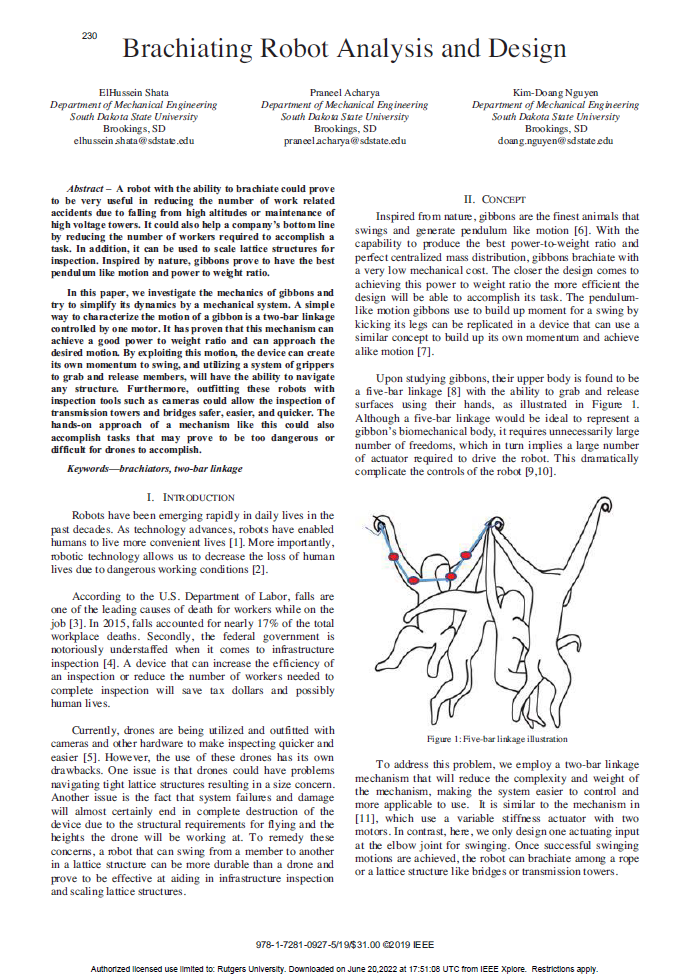 230
Brachiating Robot Analysis and Design
ElHussein Shata
Department of Mechanical Engineering
South Dakota State University
Brookings, SD
elhussein.shata@sdstate.edu
Praneel Acharya
Department of Mechanical Engineering
South Dakota State University
Brookings, SD
praneel.acharya@sdstate.edu
Kim-Doang Nguyen
Department of Mechanical Engineering
South Dakota State University
Brookings, SD
doang.nguyen@sdstate.edu
Abstract – A robot with the ability to brachiate could prove
to be very useful in reducing the number of work related
accidents due to falling from high altitudes or maintenance of
high voltage towers. It could also help a company's bottom line
by reducing the number of workers required to accomplish a
task. In addition, it can be used to scale lattice structures for
inspection. Inspired by nature, gibbons prove to have the best
pendulum like motion and power to weight ratio.
In this paper, we investigate the mechanics of gibbons and
try to simplify its dynamics by a mechanical system. A simple
way to characterize the motion of a gibbon is a two-bar linkage
controlled by one motor. It has proven that this mechanism can
achieve a good power to weight ratio and can approach the
desired motion. By exploiting this motion, the device can create
its own momentum to swing, and utilizing a system of grippers
to grab and release members, will have the ability to navigate
any structure. Furthermore, outfitting these robots with
inspection tools such as cameras could allow the inspection of
transmission towers and bridges safer, easier, and quicker. The
hands-on approach of a mechanism like this could also
accomplish tasks that may prove to be too dangerous or
difficult for drones to accomplish.
Keywords—brachiators, two-bar linkage
I. INTRODUCTION
Robots have been emerging rapidly in daily lives in the
past decades. As technology advances, robots have enabled
humans to live more convenient lives [1]. More importantly,
robotic technology allows us to decrease the loss of human
lives due to dangerous working conditions [2].
According to the U.S. Department of Labor, falls are
one of the leading causes of death for workers while on the
job [3]. In 2015, falls accounted for nearly 17% of the total
workplace deaths. Secondly, the federal government is
notoriously understaffed when it comes to infrastructure
inspection [4]. A device that can increase the efficiency of
an inspection or reduce the number of workers needed to
complete inspection will save tax dollars and possibly
human lives.
Currently, drones are being utilized and outfitted with
cameras and other hardware to make inspecting quicker and
easier [5]. However, the use of these drones has its own
drawbacks. One issue is that drones could have problems
navigating tight lattice structures resulting in a size concern.
Another issue is the fact that system failures and damage
will almost certainly end in complete destruction of the
device due to the structural requirements for flying and the
heights the drone will be working at. To remedy these
concerns, a robot that can swing from a member to another
in a lattice structure can be more durable than a drone and
prove to be effective at aiding in infrastructure inspection
and scaling lattice structures.
II. CONCEPT
Inspired from nature, gibbons are the finest animals that
swings and generate pendulum like motion [6]. With the
capability to produce the best power-to-weight ratio and
perfect centralized mass distribution, gibbons brachiate with
a very low mechanical cost. The closer the design comes to
achieving this power to weight ratio the more efficient the
design will be able to accomplish its task. The pendulum-
like motion gibbons use to build up moment for a swing by
kicking its legs can be replicated in a device that can use a
similar concept to build up its own momentum and achieve
alike motion [7].
Upon studying gibbons, their upper body is found to be
a five-bar linkage [8] with the ability to grab and release
surfaces using their hands, as illustrated in Figure 1.
Although a five-bar linkage would be ideal to represent a
gibbon's biomechanical body, it requires unnecessarily large
number of freedoms, which in turn implies a large number
of actuator required to drive the robot. This dramatically
complicate the controls of the robot [9,10].
Figure 1: Five-bar linkage illustration
To address this problem, we employ a two-bar linkage
mechanism that will reduce the complexity and weight of
the mechanism, making the system easier to control and
more applicable to use. It is similar to the mechanism in
[11], which use a variable stiffness actuator with two
motors. In contrast, here, we only design one actuating input
at the elbow joint for swinging. Once successful swinging
motions are achieved, the robot can brachiate among a rope
or a lattice structure like bridges or transmission towers.
978-1-7281-0927-5/19/$31.00 ©2019 IEEE
Authorized licensed use limited to: Rutgers University. Downloaded on June 20,2022 at 17:51:08 UTC from IEEE Xplore. Restrictions apply.